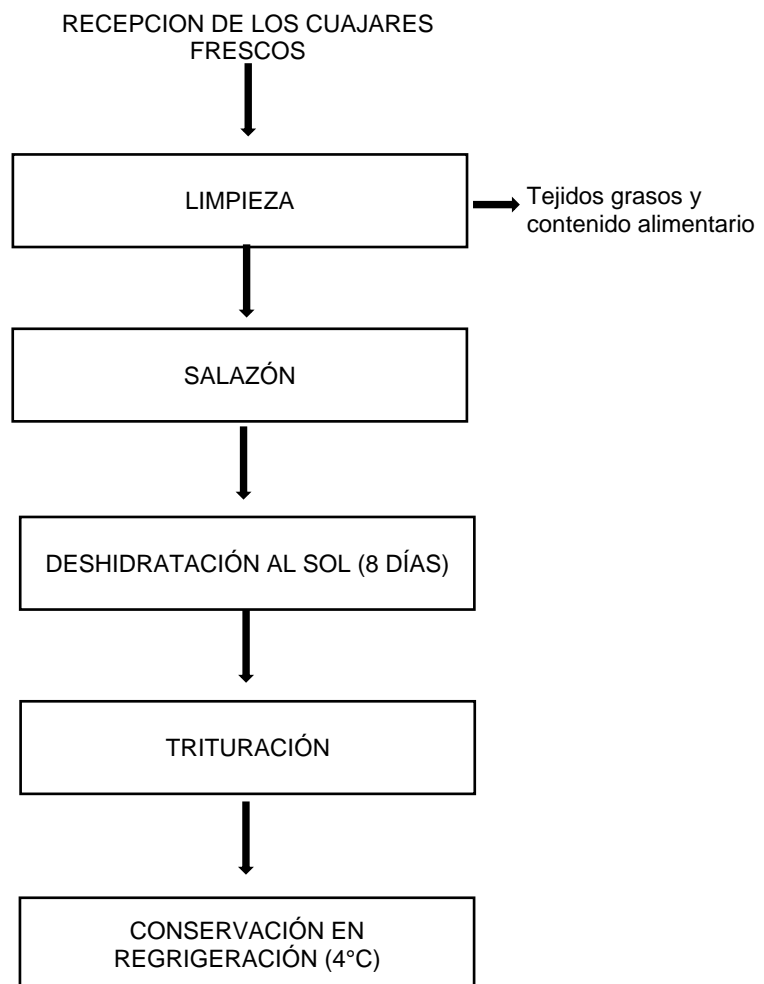 RECEPCION DE LOS CUAJARES
FRESCOS
LIMPIEZA
Tejidos grasos y
contenido alimentario
SALAZÓN
DESHIDRATACIÓN AL SOL (8 DÍAS)
TRITURACIÓN
CONSERVACIÓN EN
REGRIGERACIÓN (4°C)